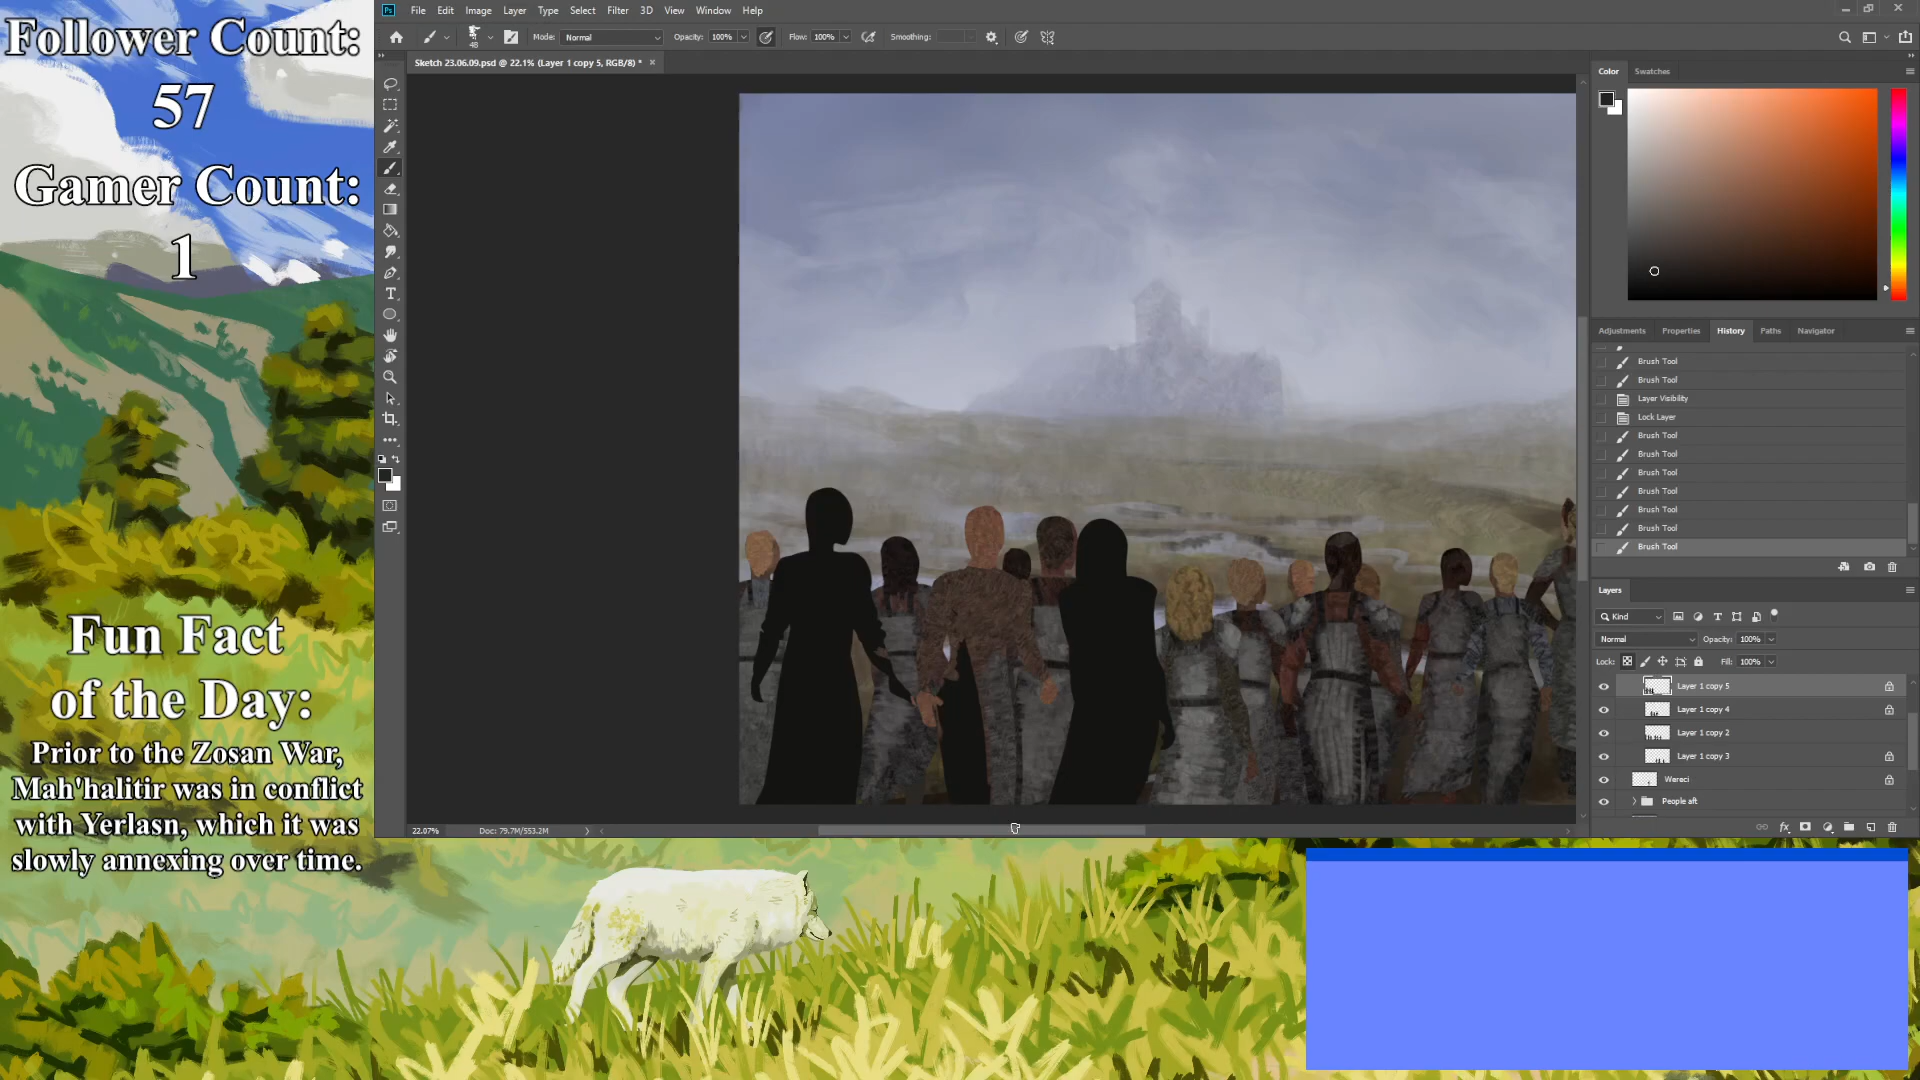 Follower Count:
57
Gamer Count:
1
Fun Fact
of the Day:
Prior to the Zosan War,
Mah'halitir was in conflict
with Yerlasn, which it was
slowly annexing over time.
Ps File Edit Image Layer Type Select Filter 3D View Window Help
48 Mode: Normal Opacity: 100% Flow: 100% Smoothing:
Sketch 23.06.09.psd @ 22.1% (Layer 1 copy 5, RGB/8) *
22.07% Doc: 79.7M/553.2M
Color Swatches
Adjustments Properties History Paths Navigator
Brush Tool
Brush Tool
Layer Visibility
Lock Layer
Brush Tool
Brush Tool
Brush Tool
Brush Tool
Brush Tool
Brush Tool
Brush Tool
Layers
Kind
Normal Opacity: 100%
Lock: Fill: 100%
Layer 1 copy 5
Layer 1 copy 4
Layer 1 copy 2
Layer 1 copy 3
Wereci
People aft
fx